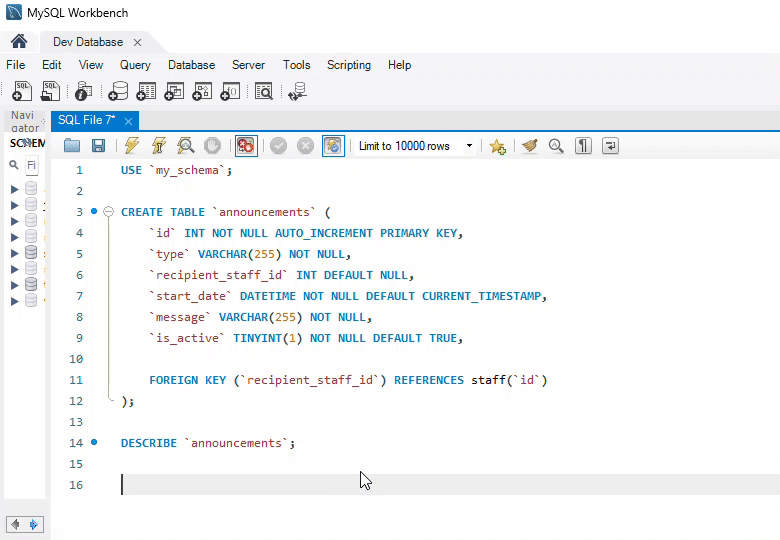 MySQL Workbench
Dev Database
File Edit View Query Database Server Tools Scripting Help
Navi
gator
SCHEM
Fi
SQL File 7*
Limit to 10000 rows
1 USE `my_schema`;
2
3 CREATE TABLE `announcements` (
4 `id` INT NOT NULL AUTO_INCREMENT PRIMARY KEY,
5 `type` VARCHAR(255) NOT NULL,
6 `recipient_staff_id` INT DEFAULT NULL,
7 `start_date` DATETIME NOT NULL DEFAULT CURRENT_TIMESTAMP,
8 `message` VARCHAR(255) NOT NULL,
9 `is_active` TINYINT(1) NOT NULL DEFAULT TRUE,
10
11 FOREIGN KEY (`recipient_staff_id`) REFERENCES staff(`id`)
12 );
13
14 DESCRIBE `announcements`;
15
16